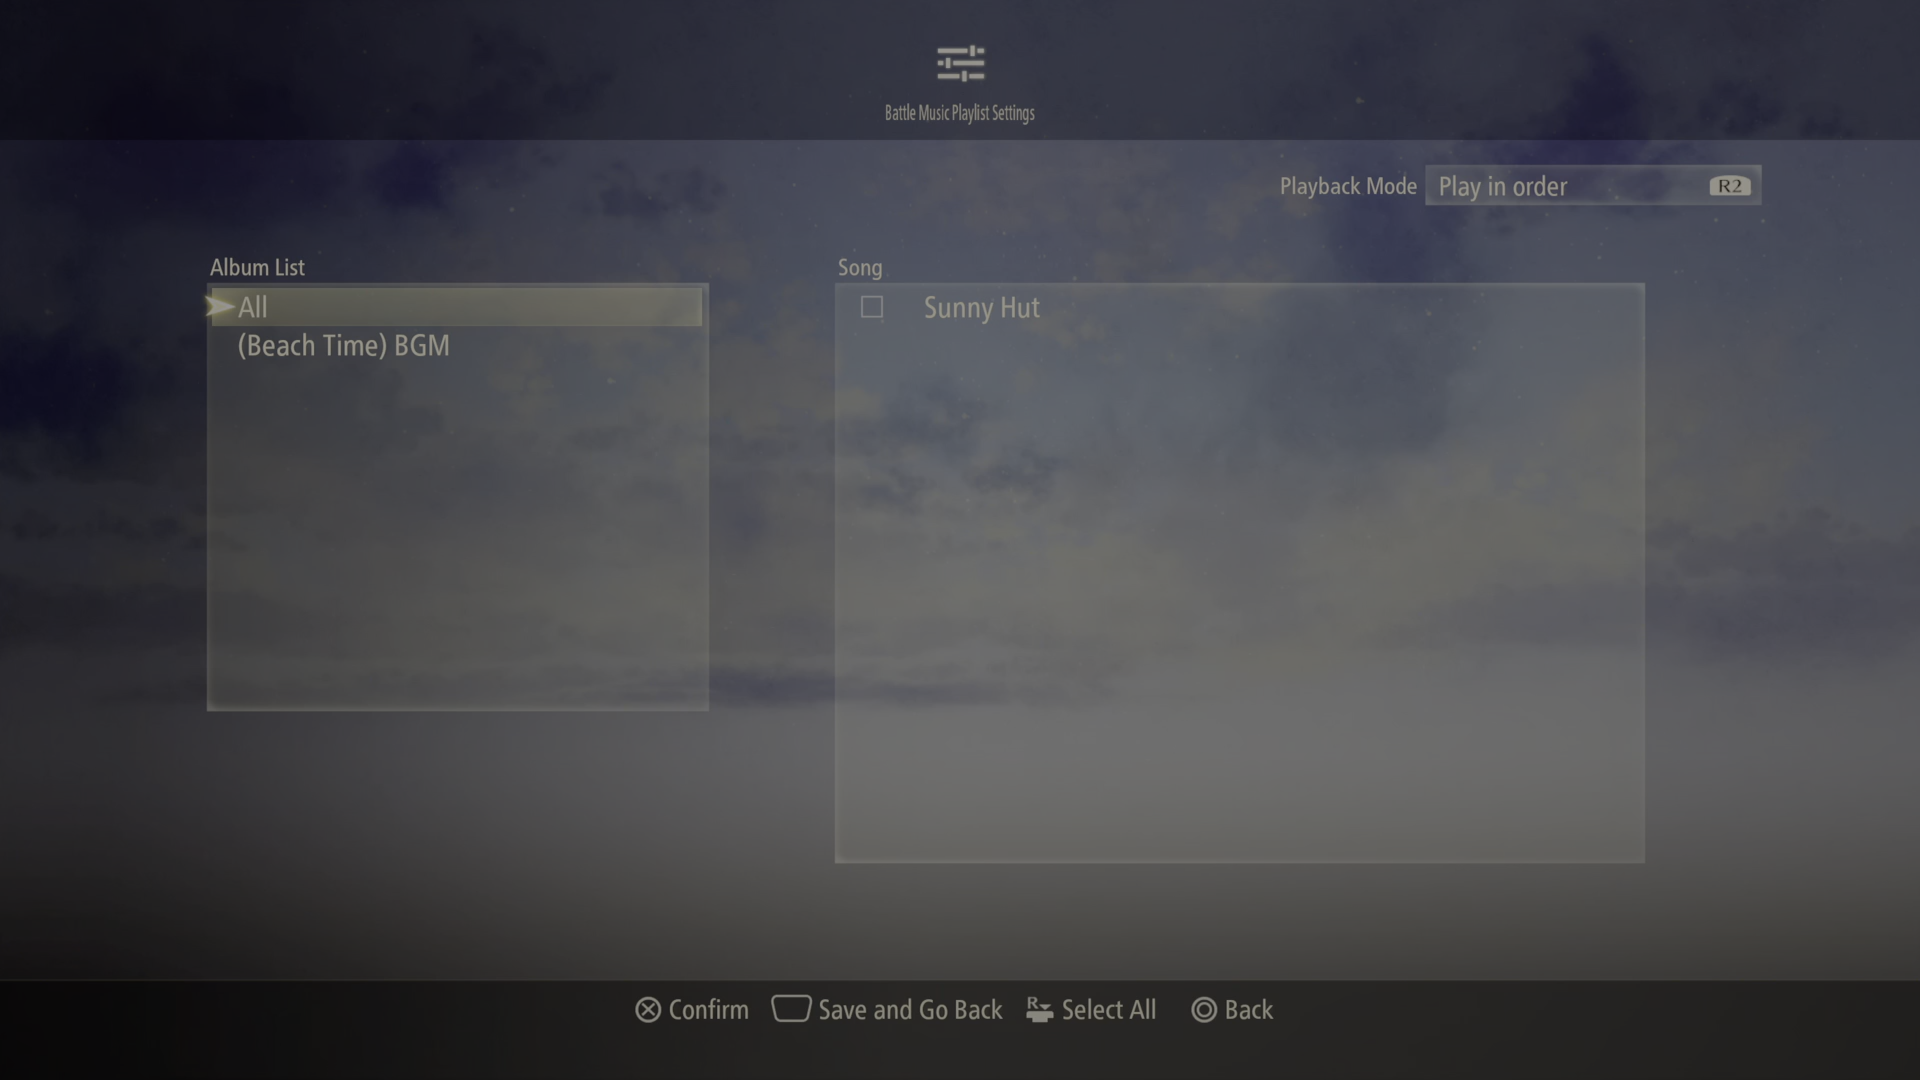 Battle Music Playlist Settings
Playback Mode Play in order R2
Album List
All
(Beach Time) BGM
Song
Sunny Hut
Confirm Save and Go Back R Select All Back